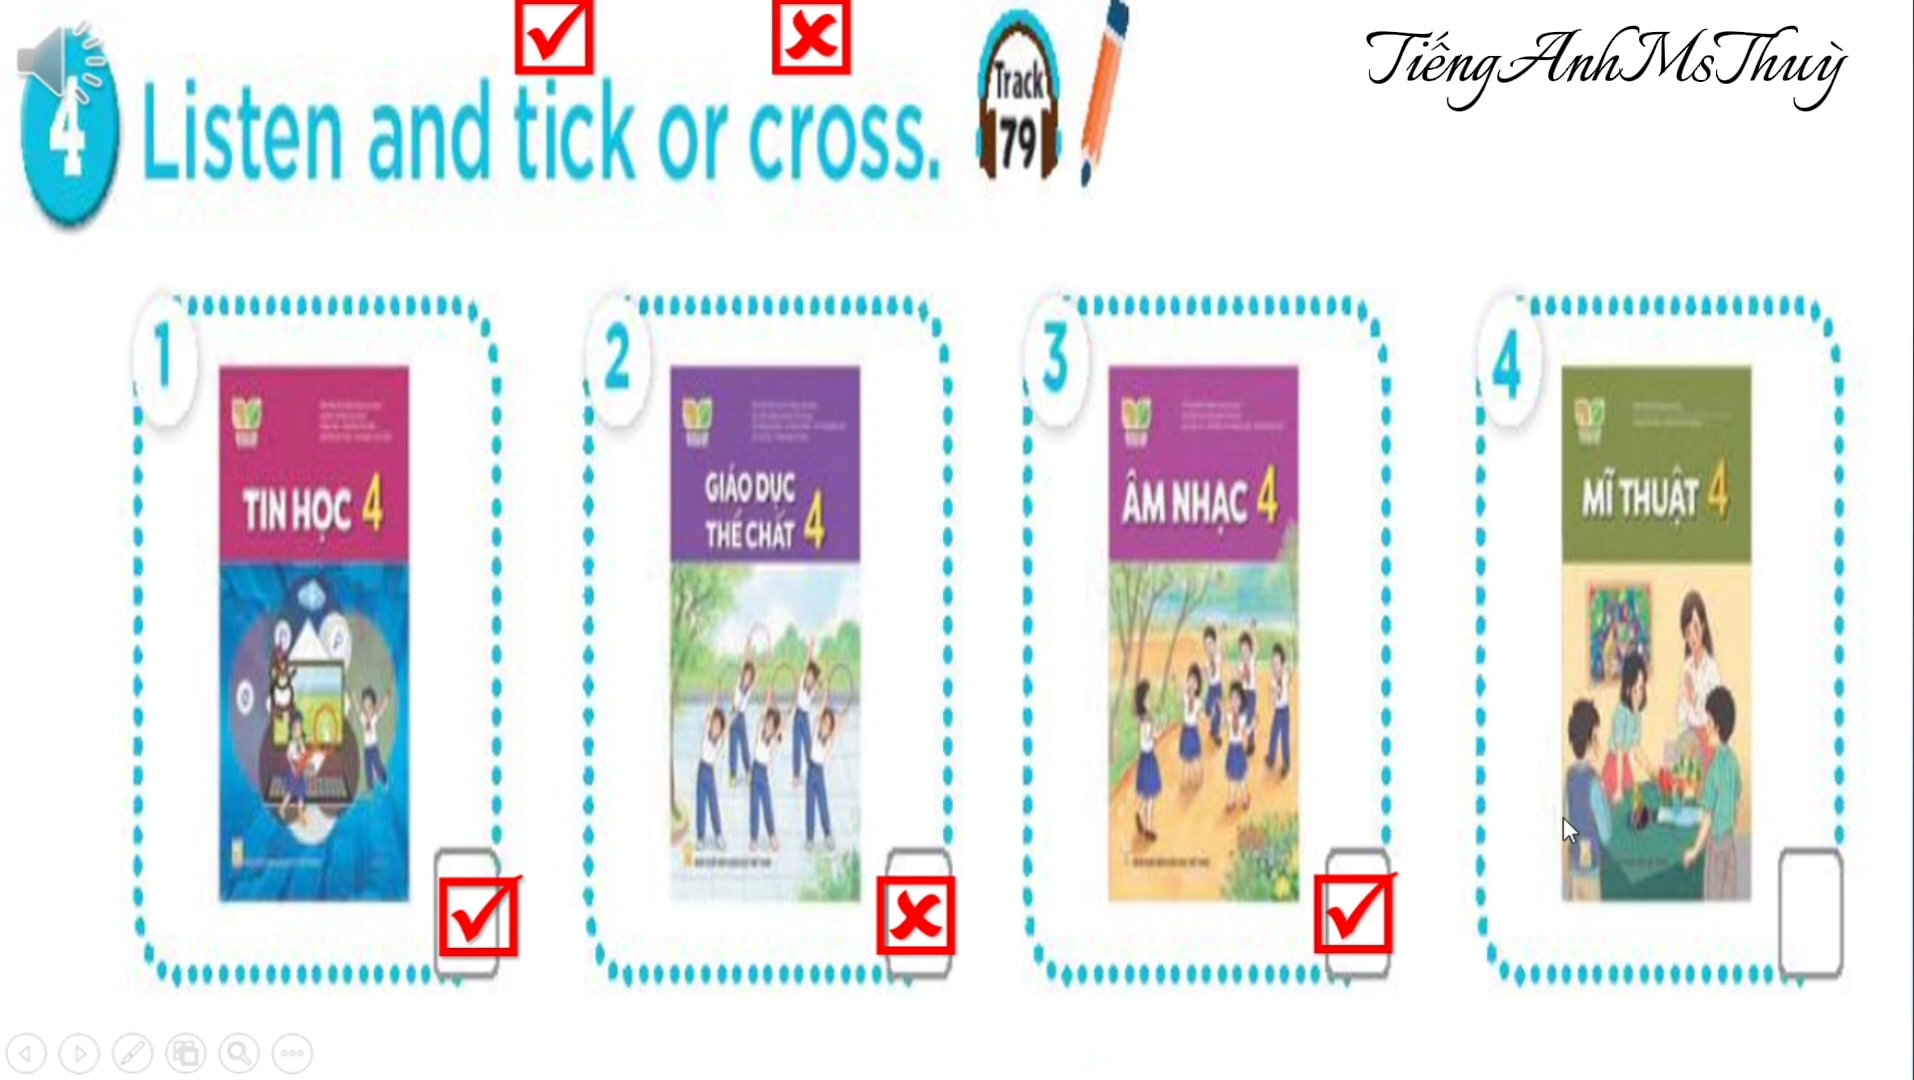 TiếngAnhMsThuỳ
4 Listen and tick or cross.
Track
79
1
TIN HỌC 4
2
GIÁO DỤC
THỂ CHẤT 4
3
ÂM NHẠC 4
4
MĨ THUẬT 4